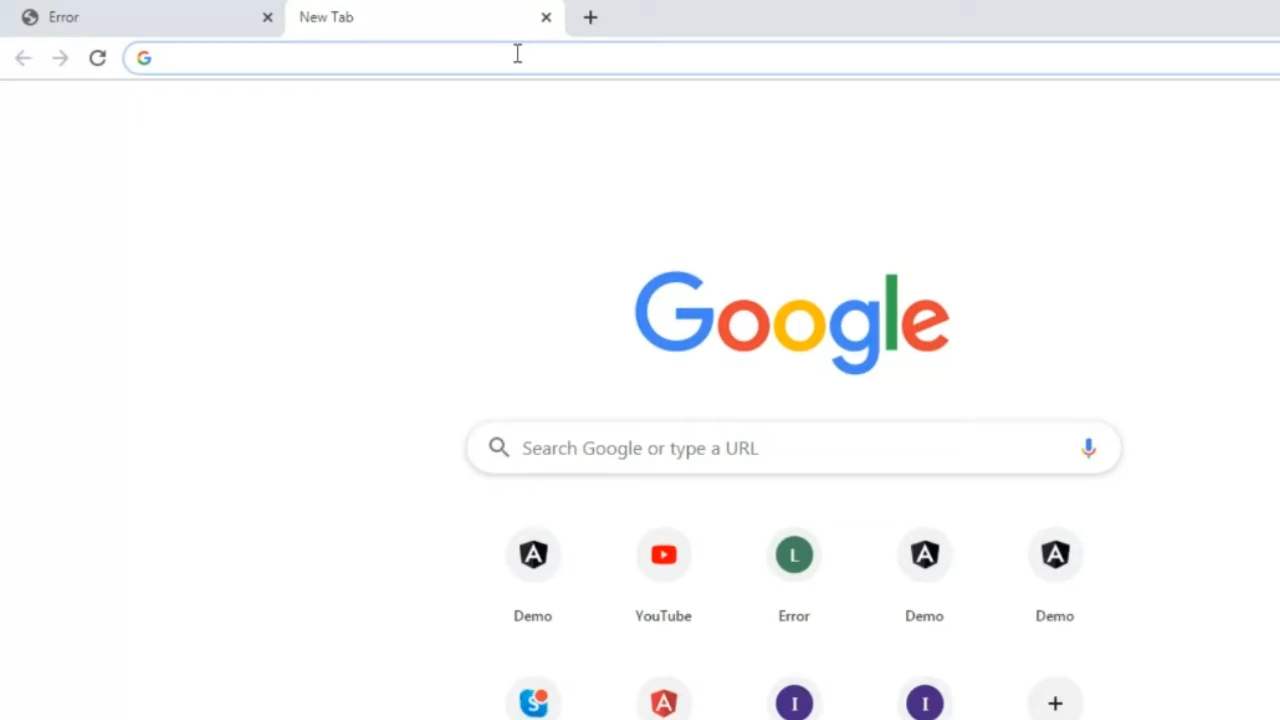 Error
New Tab
Google
Search Google or type a URL
L
Demo
YouTube
Error
Demo
Demo
S
I
I